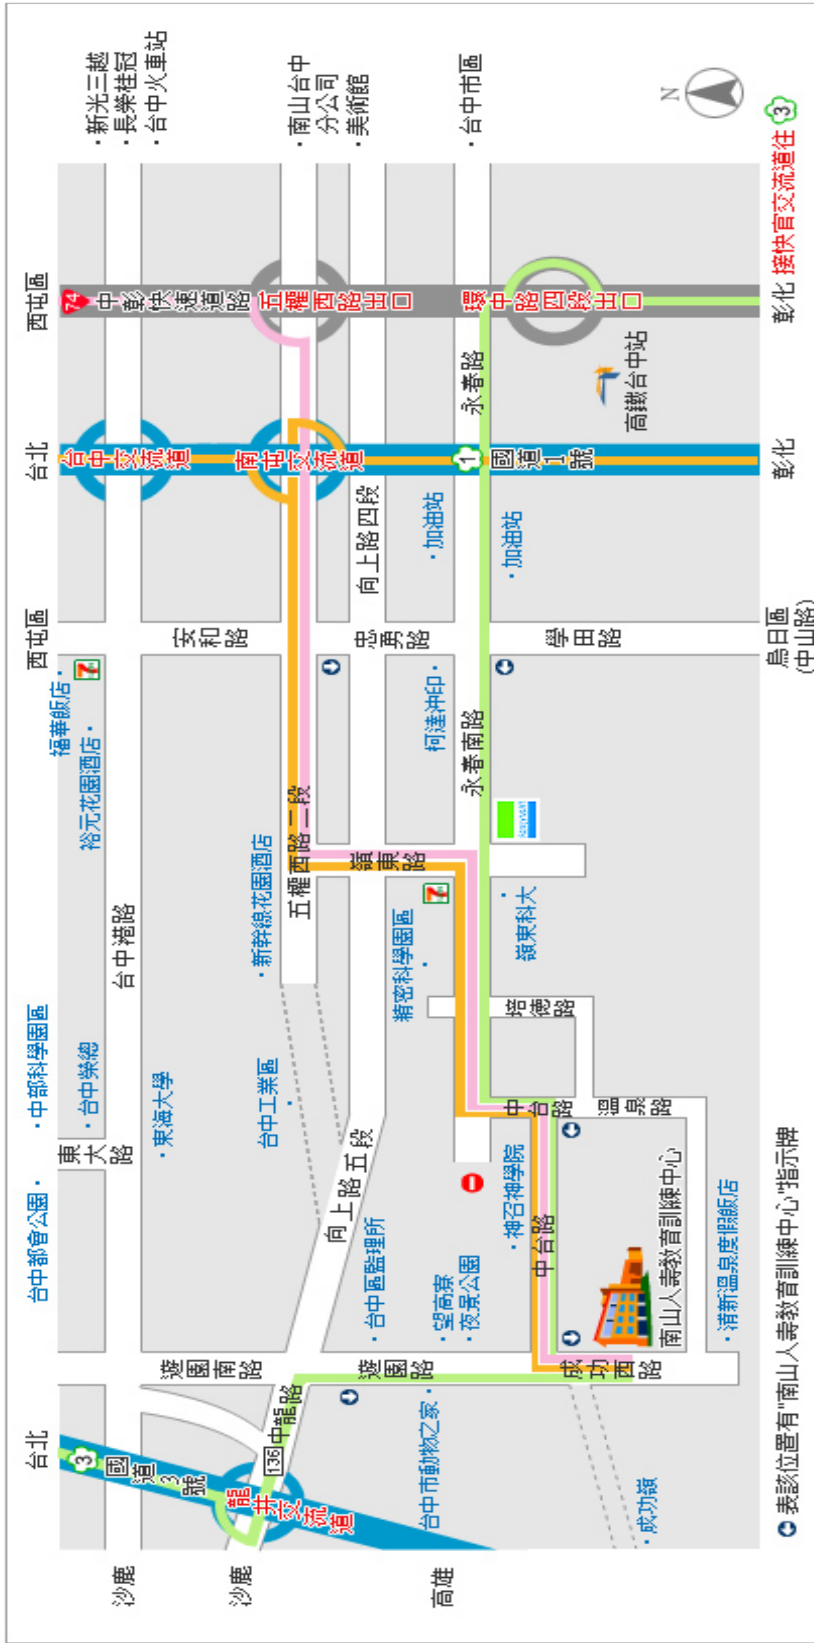 台北
西屯區
台北
西屯區
沙鹿
沙鹿
高雄
國道3號
3
龍井交流道
136
中龍路
遊園南路
遊園路
台中都會公園
中部科學園區
東大路
台中榮總
東海大學
台中港路
福華飯店
裕元花園酒店
台中工業區
新幹線花園酒店
五權西路二段
向上路五段
台中區監理所
望高寮
夜景公園
台中市動物之家
成功嶺
成功西路
中台路
中台路
神召神學院
南山人壽教育訓練中心
清新溫泉度假飯店
溫泉路
培德路
精密科學園區
嶺東路
嶺東科大
永春南路
柯達沖印
安和路
忠勇路
學田路
烏日區
(中山路)
向上路四段
加油站
加油站
台中交流道
南屯交流道
1
國道1號
彰化
永春路
高鐵台中站
74
中彰快速道路
五權西路出口
環中路四段出口
彰化
接快官交流道往
3
新光三越
長榮桂冠
台中火車站
南山台中
分公司
美術館
台中市區
N
表該位置有"南山人壽教育訓練中心"指示牌